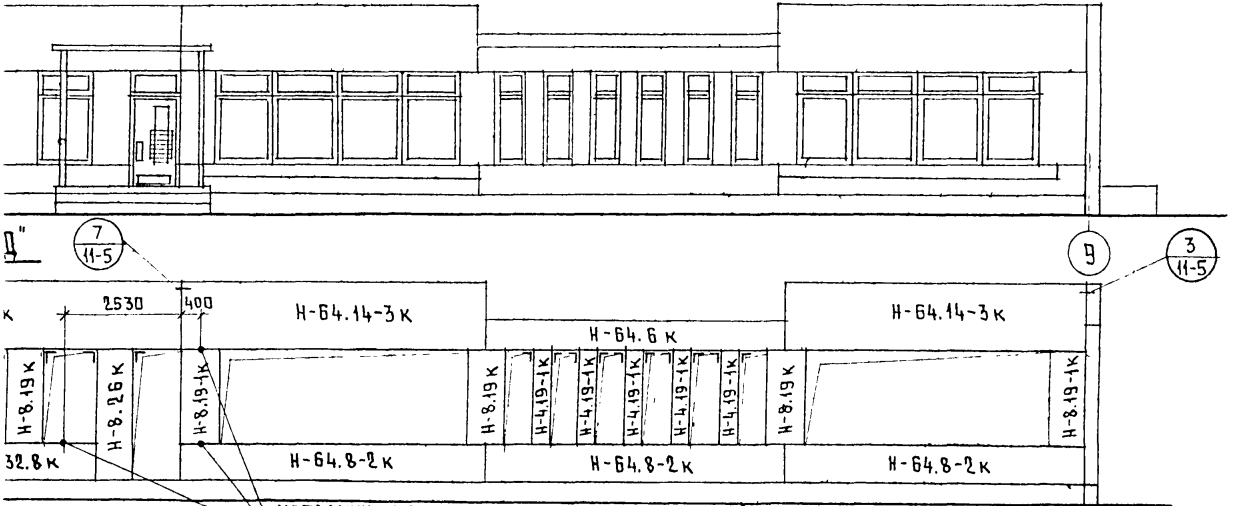 7
11-5
9
3
11-5
Д"
к
2530
400
Н-64.14-3к
Н-64.6к
Н-64.14-3к
Н-8.19к
Н-8.26к
Н-8.19-1к
Н-8.19к
Н-4.19-1к
Н-4.19-1к
Н-4.19-1к
Н-4.19-1к
Н-4.19-1к
Н-8.19к
Н-8.19-1к
32.8к
Н-64.8-2к
Н-64.8-2к
Н-64.8-2к